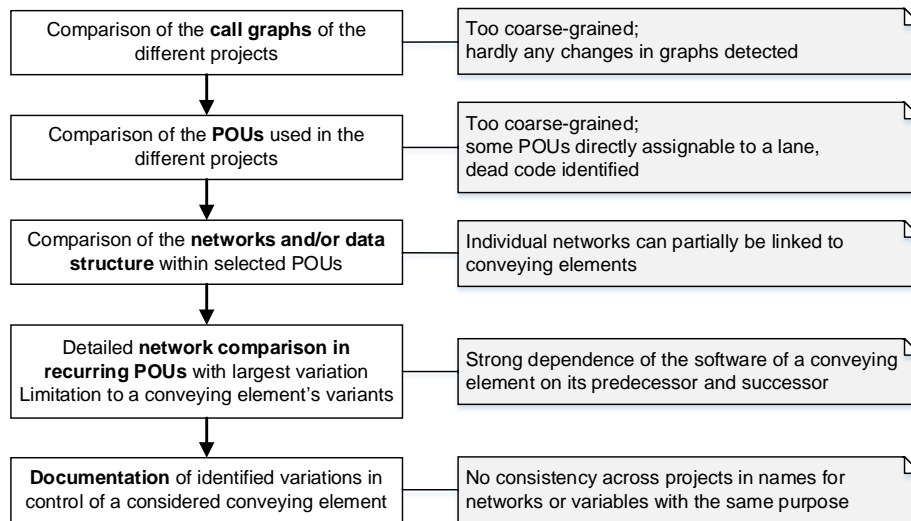 Comparison of the call graphs of the
different projects
Too coarse-grained;
hardly any changes in graphs detected
Comparison of the POUs used in the
different projects
Too coarse-grained;
some POUs directly assignable to a lane,
dead code identified
Comparison of the networks and/or data
structure within selected POUs
Individual networks can partially be linked to
conveying elements
Detailed network comparison in
recurring POUs with largest variation
Limitation to a conveying element's variants
Strong dependence of the software of a conveying
element on its predecessor and successor
Documentation of identified variations in
control of a considered conveying element
No consistency across projects in names for
networks or variables with the same purpose